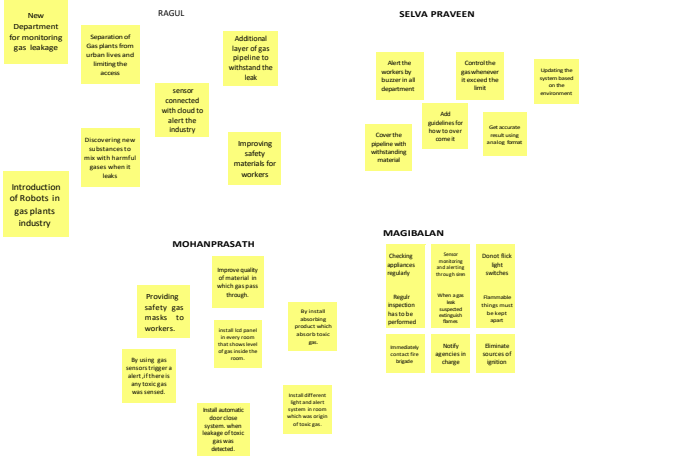 RAGUL
New
Department
for monitoring
gas leakage
Separation of
Gas plants from
urban lives and
limiting the
access
Additional
layer of gas
pipeline to
withstand the
leak
sensor
connected
with cloud to
alert the
industry
Discovering new
substances to
mix with harmful
gases when it
leaks
Improving
safety
materials for
workers
Introduction
of Robots in
gas plants
industry
SELVA PRAVEEN
Alert the
workers by
buzzer in all
department
Control the
gas whenever
it exceed the
limit
Updating the
system based
on the
environment
Add
guidelines for
how to over
come it
Cover the
pipeline with
withstanding
material
Get accurate
result using
analog format
MOHANPRASATH
Improve quality
of material in
which gas pass
through.
Providing
safety gas
masks to
workers.
By install
absorbing
product which
absorb toxic
gas.
install lcd panel
in every room
that shows level
of gas inside the
room.
By using gas
sensors trigger a
alert ,if there is
any toxic gas
was sensed.
Install different
light and alert
system in room
which was origin
of toxic gas.
Install automatic
door close
system. when
leakage of toxic
gas was
detected.
MAGIBALAN
Checking
appliances
regularly
Sensor
monitoring
and alerting
through sms
Donot flick
light
switches
Regulr
inspection
has to be
performed
When a gas
leak
suspected
extinguish
flames
Flammable
things must
be kept
apart
Immediately
contact fire
brigade
Notify
agencies in
charge
Eliminate
sources of
ignition